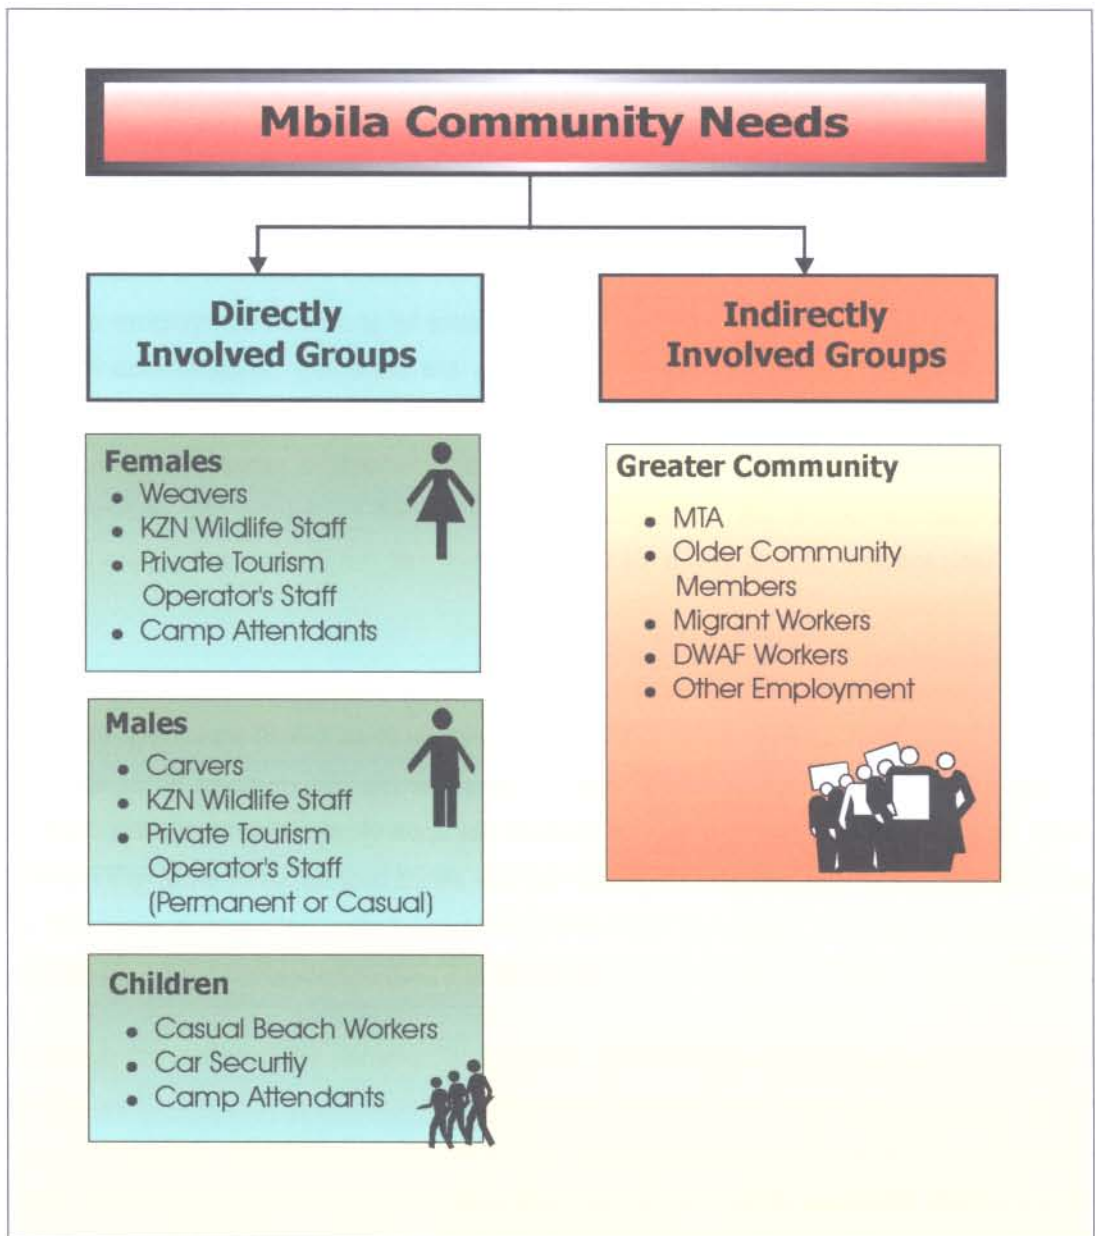 Mbila Community Needs
Directly
Involved Groups
Indirectly
Involved Groups
Females
• Weavers
• KZN Wildlife Staff
• Private Tourism
Operator's Staff
• Camp Attentdants
Males
• Carvers
• KZN Wildlife Staff
• Private Tourism
Operator's Staff
(Permanent or Casual)
Children
• Casual Beach Workers
• Car Securtiy
• Camp Attendants
Greater Community
• MTA
• Older Community
Members
• Migrant Workers
• DWAF Workers
• Other Employment